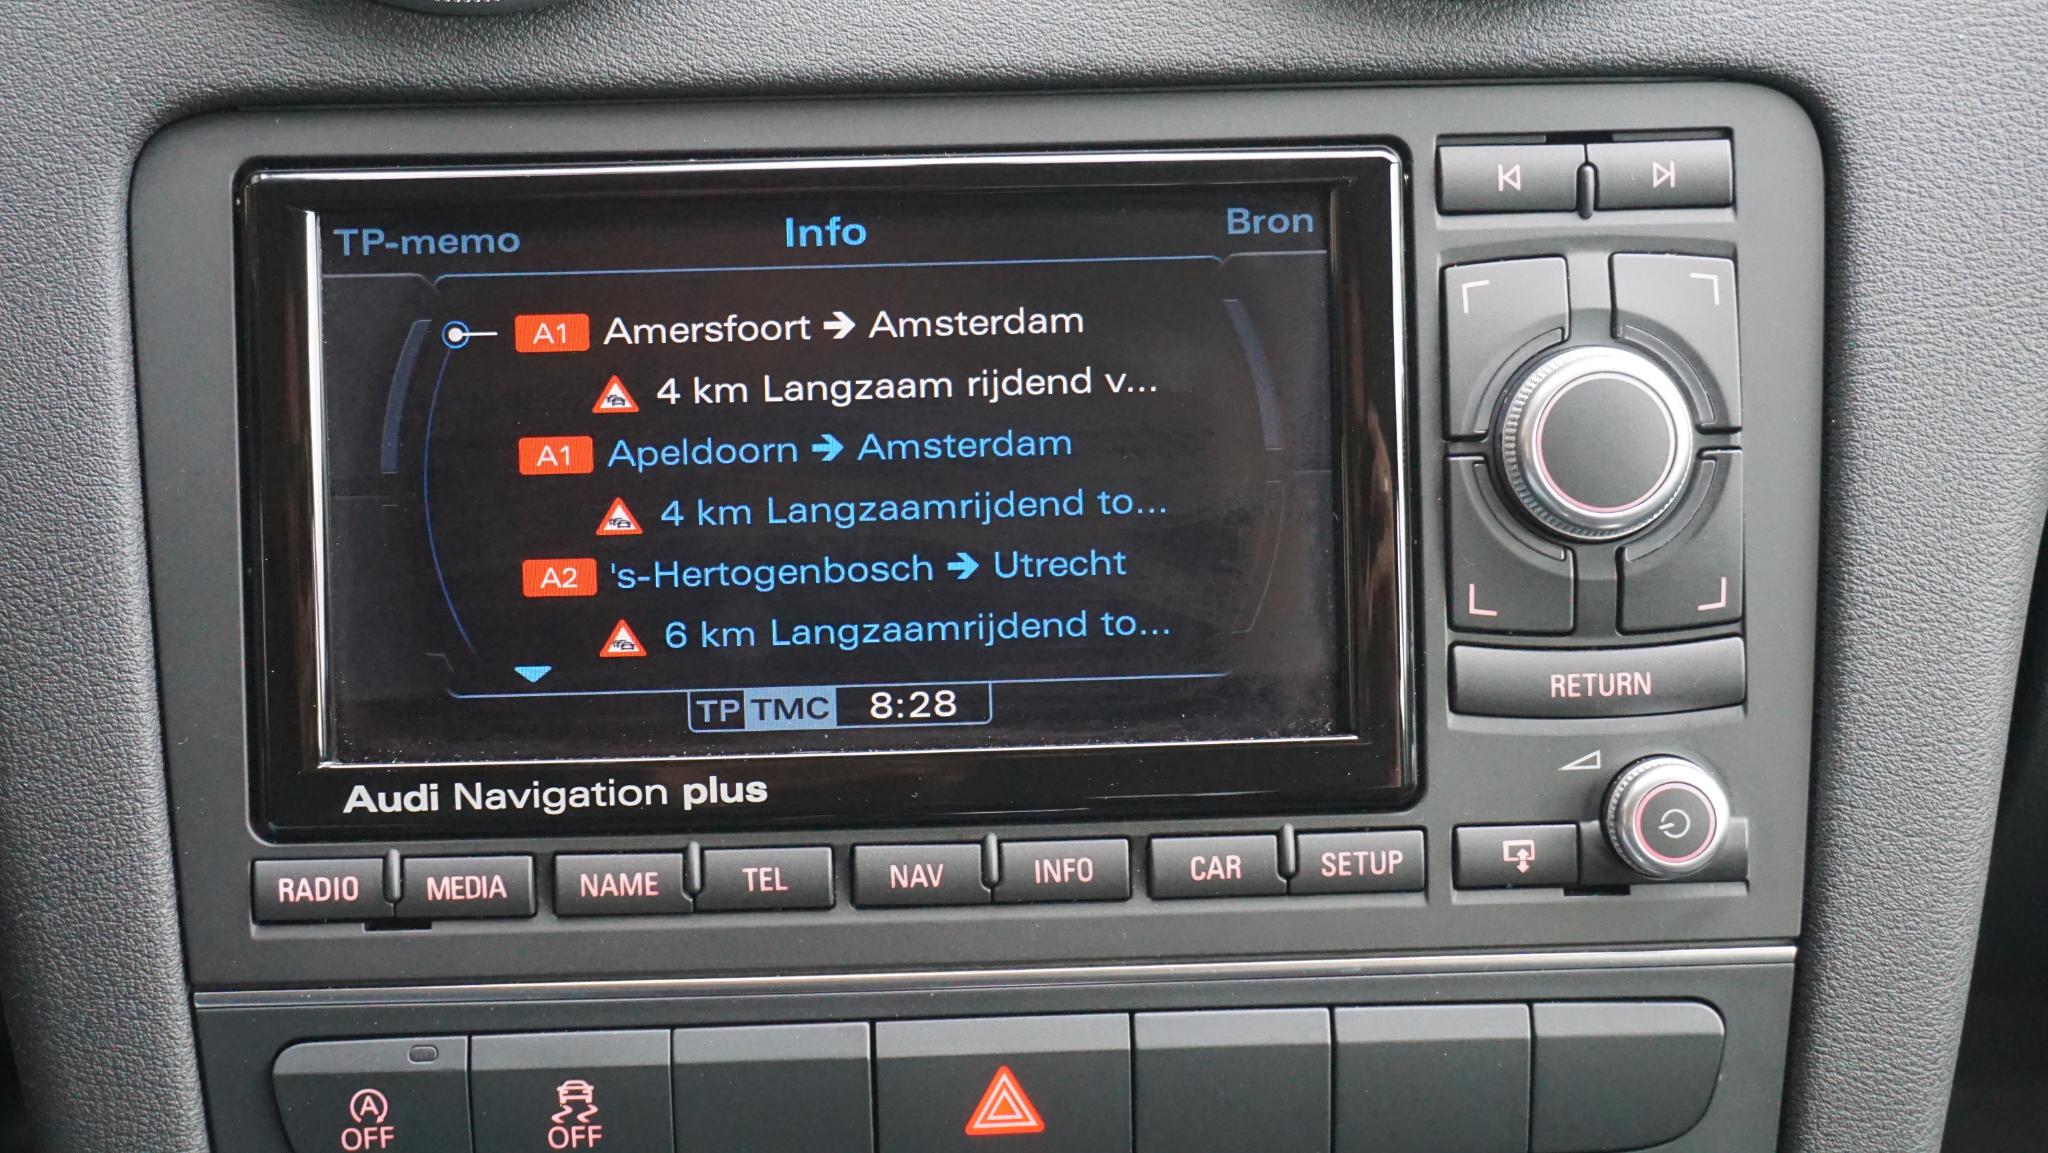 TP-memo Info Bron
A1 Amersfoort ➔ Amsterdam
4 km Langzaam rijdend v...
A1 Apeldoorn ➔ Amsterdam
4 km Langzaamrijdend to...
A2 's-Hertogenbosch ➔ Utrecht
6 km Langzaamrijdend to...
TP TMC 8:28
Audi Navigation plus
RETURN
RADIO MEDIA NAME TEL NAV INFO CAR SETUP
A
OFF OFF